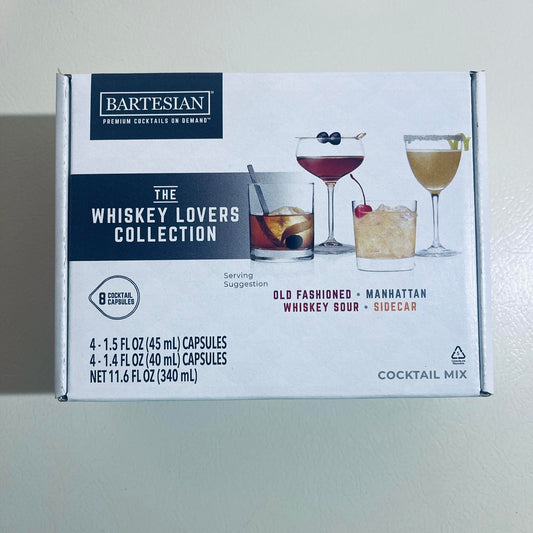 BARTESIAN™
PREMIUM COCKTAILS ON DEMAND™
THE
WHISKEY LOVERS
COLLECTION
8 COCKTAIL
CAPSULES
Serving
Suggestion
OLD FASHIONED • MANHATTAN
WHISKEY SOUR • SIDECAR
4 - 1.5 FL OZ (45 mL) CAPSULES
4 - 1.4 FL OZ (40 mL) CAPSULES
NET 11.6 FL OZ (340 mL)
COCKTAIL MIX